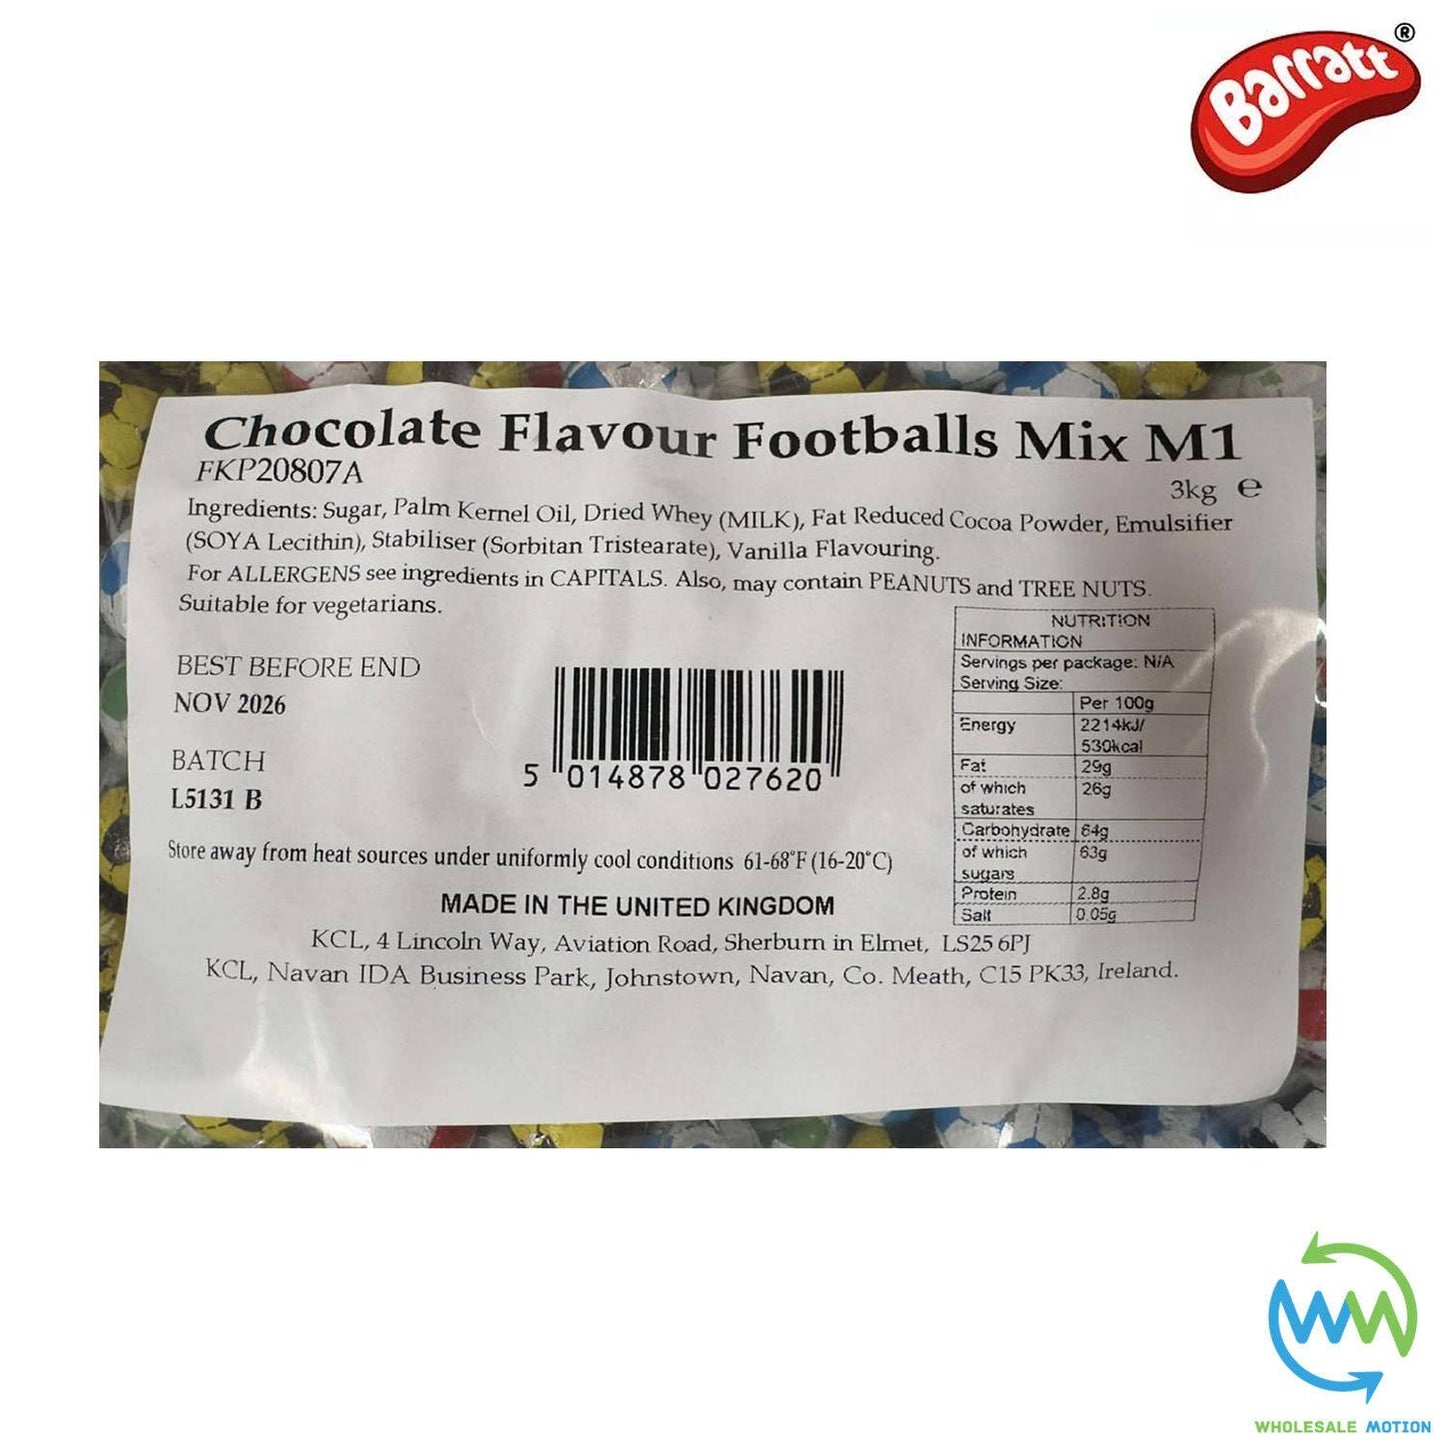 Barratt®
Chocolate Flavour Footballs Mix M1
FKP20807A
3kg ℮
Ingredients: Sugar, Palm Kernel Oil, Dried Whey (MILK), Fat Reduced Cocoa Powder, Emulsifier
(SOYA Lecithin), Stabiliser (Sorbitan Tristearate), Vanilla Flavouring.
For ALLERGENS see ingredients in CAPITALS. Also, may contain PEANUTS and TREE NUTS.
Suitable for vegetarians.
BEST BEFORE END
NOV 2026
BATCH
L5131 B
5 014878 027620
NUTRITION
INFORMATION
Servings per package: N/A
Serving Size:
Per 100g
Energy 2214kJ/
530kcal
Fat 29g
of which 26g
saturates
Carbohydrate 64g
of which 63g
sugars
Protein 2.8g
Salt 0.05g
Store away from heat sources under uniformly cool conditions 61-68°F (16-20°C)
MADE IN THE UNITED KINGDOM
KCL, 4 Lincoln Way, Aviation Road, Sherburn in Elmet, LS25 6PJ
KCL, Navan IDA Business Park, Johnstown, Navan, Co. Meath, C15 PK33, Ireland.
WM
WHOLESALE MOTION